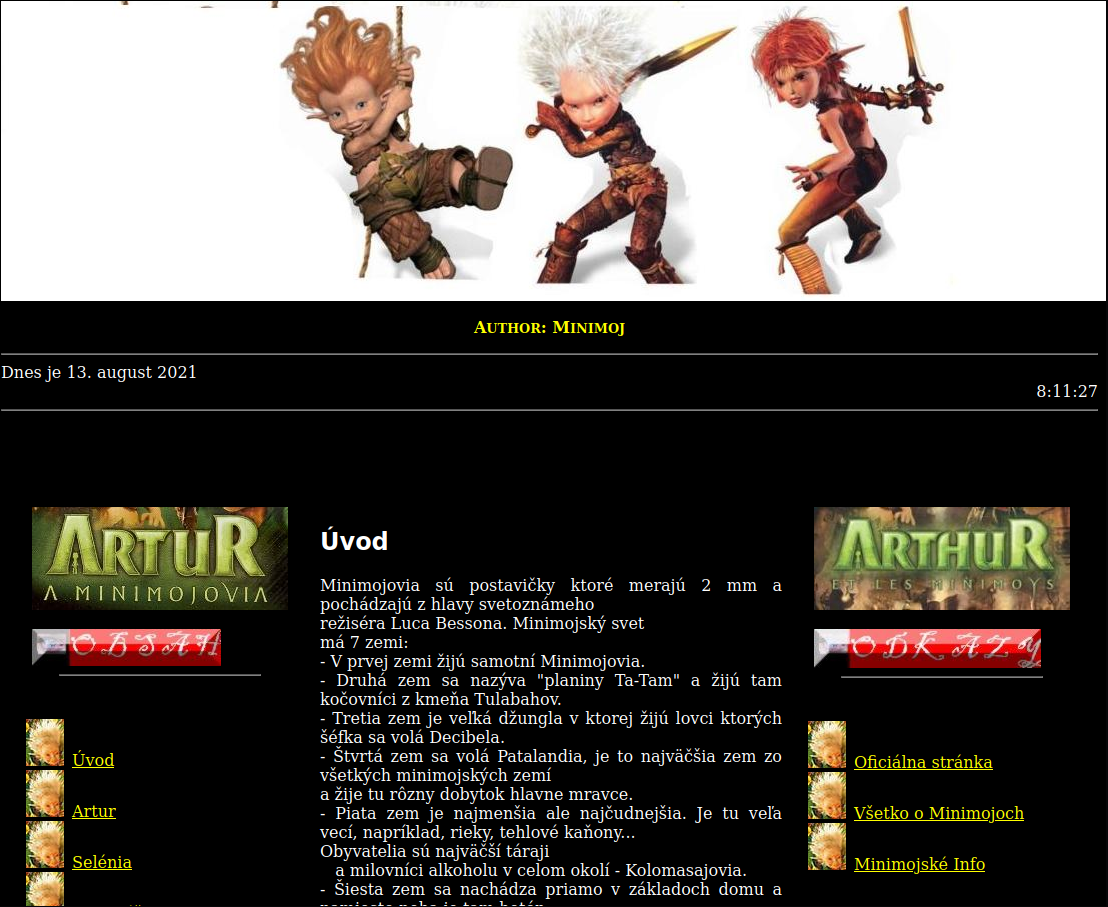 AUTHOR: MINIMOJ
Dnes je 13. august 2021
8:11:27
ARTUR
A MINIMOJOVIA
OBSAH
Úvod
Artur
Selénia
Úvod
Minimojovia sú postavičky ktoré merajú 2 mm a
pochádzajú z hlavy svetoznámeho
režiséra Luca Bessona. Minimojský svet
má 7 zemi:
- V prvej zemi žijú samotní Minimojovia.
- Druhá zem sa nazýva "planiny Ta-Tam" a žijú tam
kočovníci z kmeňa Tulabahov.
- Tretia zem je veľká džungla v ktorej žijú lovci ktorých
šéfka sa volá Decibela.
- Štvrtá zem sa volá Patalandia, je to najväčšia zem zo
všetkých minimojských zemí
a žije tu rôzny dobytok hlavne mravce.
- Piata zem je najmenšia ale najčudnejšia. Je tu veľa
vecí, napríklad, rieky, tehlové kaňony...
Obyvatelia sú najväčší táraji
a milovníci alkoholu v celom okolí - Kolomasajovia.
- Šiesta zem sa nachádza priamo v základoch domu a
ARTHUR
ET LES MINIMOYS
ODKAZY
Oficiálna stránka
Všetko o Minimojoch
Minimojské Info